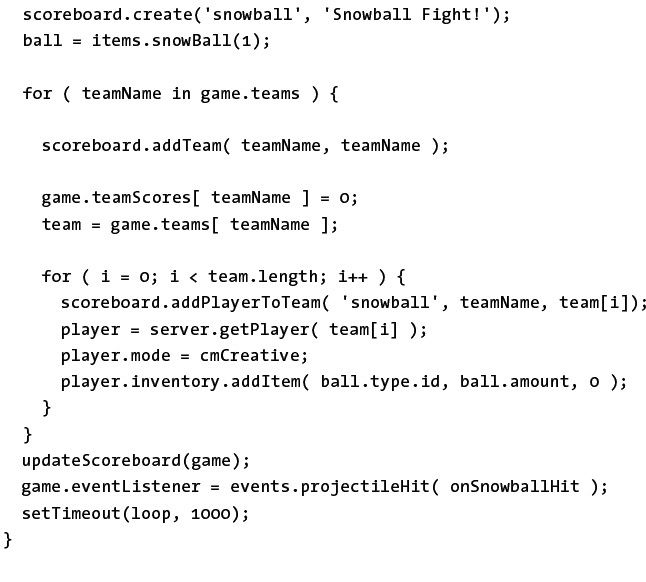 scoreboard.create('snowball', 'Snowball Fight!');
ball = items.snowBall(1);
for ( teamName in game.teams ) {
scoreboard.addTeam( teamName, teamName );
game.teamScores[ teamName ] = 0;
team = game.teams[ teamName ];
for ( i = 0; i < team.length; i++ ) {
scoreboard.addPlayerToTeam( 'snowball', teamName, team[i]);
player = server.getPlayer( team[i] );
player.mode = cmCreative;
player.inventory.addItem( ball.type.id, ball.amount, 0 );
}
}
updateScoreboard(game);
game.eventListener = events.projectileHit( onSnowballHit );
setTimeout(loop, 1000);
}